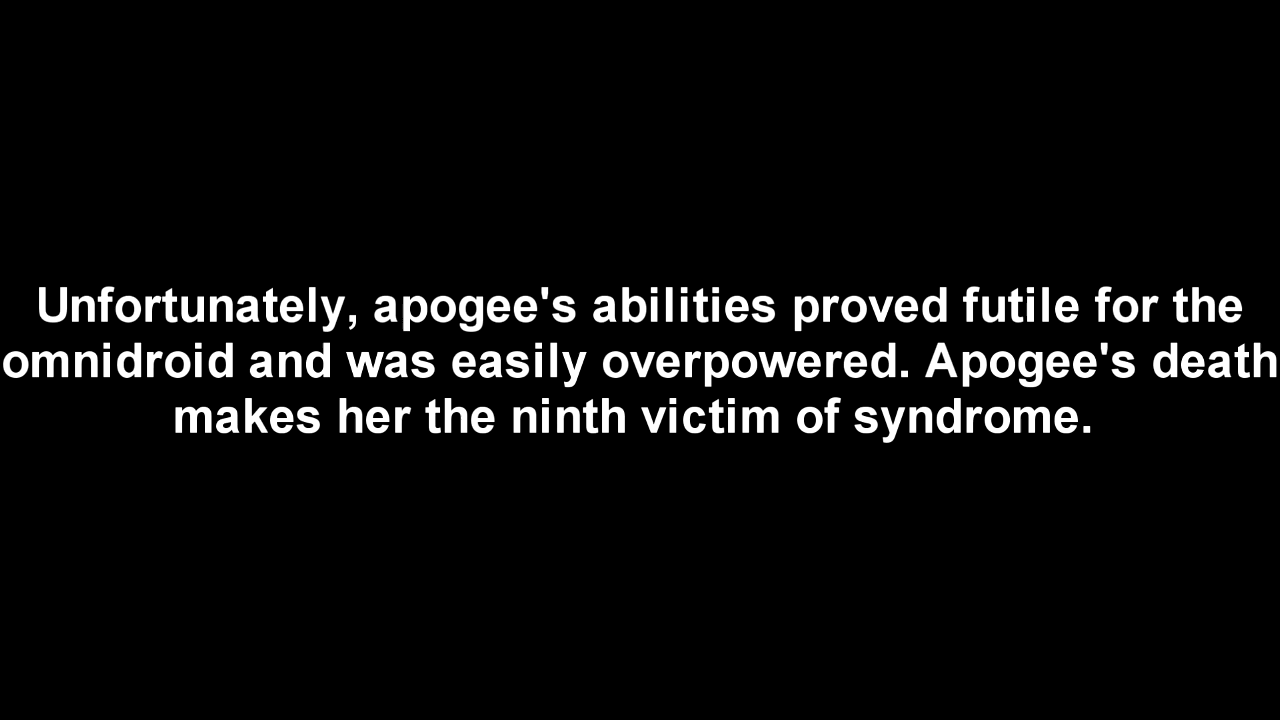 Unfortunately, apogee's abilities proved futile for the
omnidroid and was easily overpowered. Apogee's death
makes her the ninth victim of syndrome.